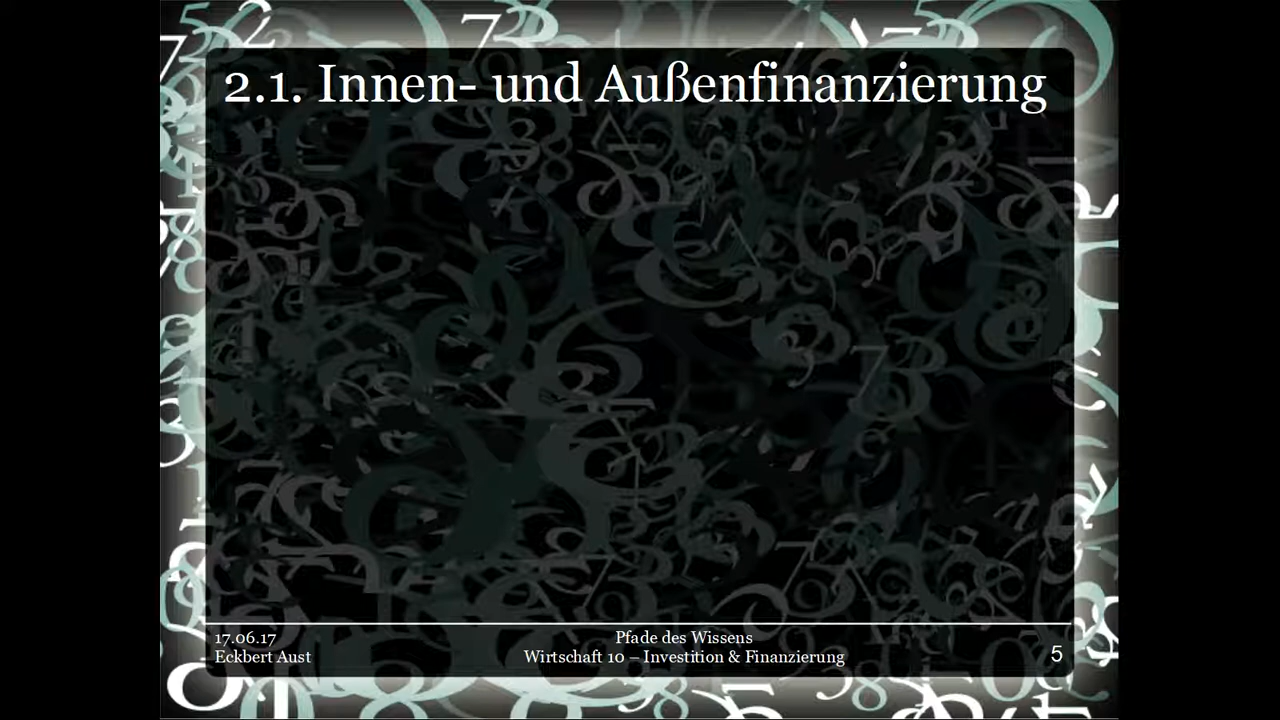 2.1. Innen- und Außenfinanzierung
17.06.17
Eckbert Aust
Pfade des Wissens
Wirtschaft 10 – Investition & Finanzierung
5